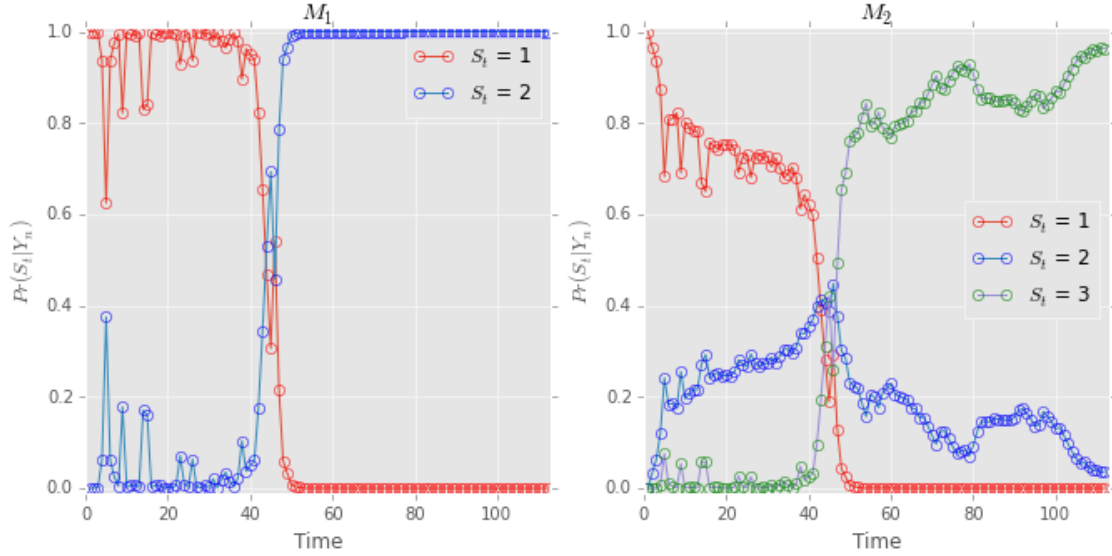 M₁
1.0
0.8
0.6
0.4
0.2
0.0
Pr(Sₜ|Yₙ)
Sₜ = 1
Sₜ = 2
0 20 40 60 80 100
Time
M₂
1.0
0.8
0.6
0.4
0.2
0.0
Pr(Sₜ|Yₙ)
Sₜ = 1
Sₜ = 2
Sₜ = 3
0 20 40 60 80 100
Time